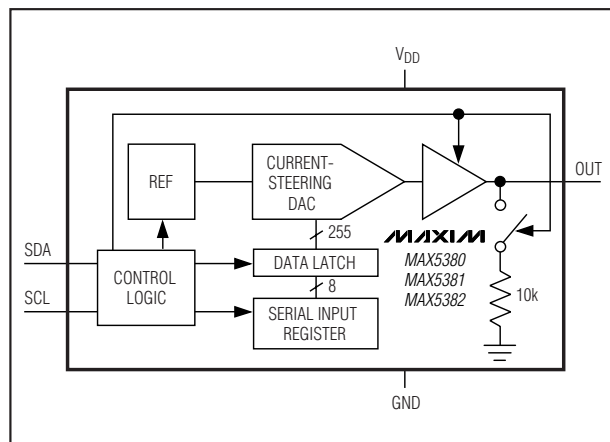 VDD
REF
CURRENT-
STEERING
DAC
OUT
255
SDA
CONTROL
LOGIC
DATA LATCH
MAXIM
MAX5380
MAX5381
MAX5382
8
SCL
SERIAL INPUT
REGISTER
10k
GND